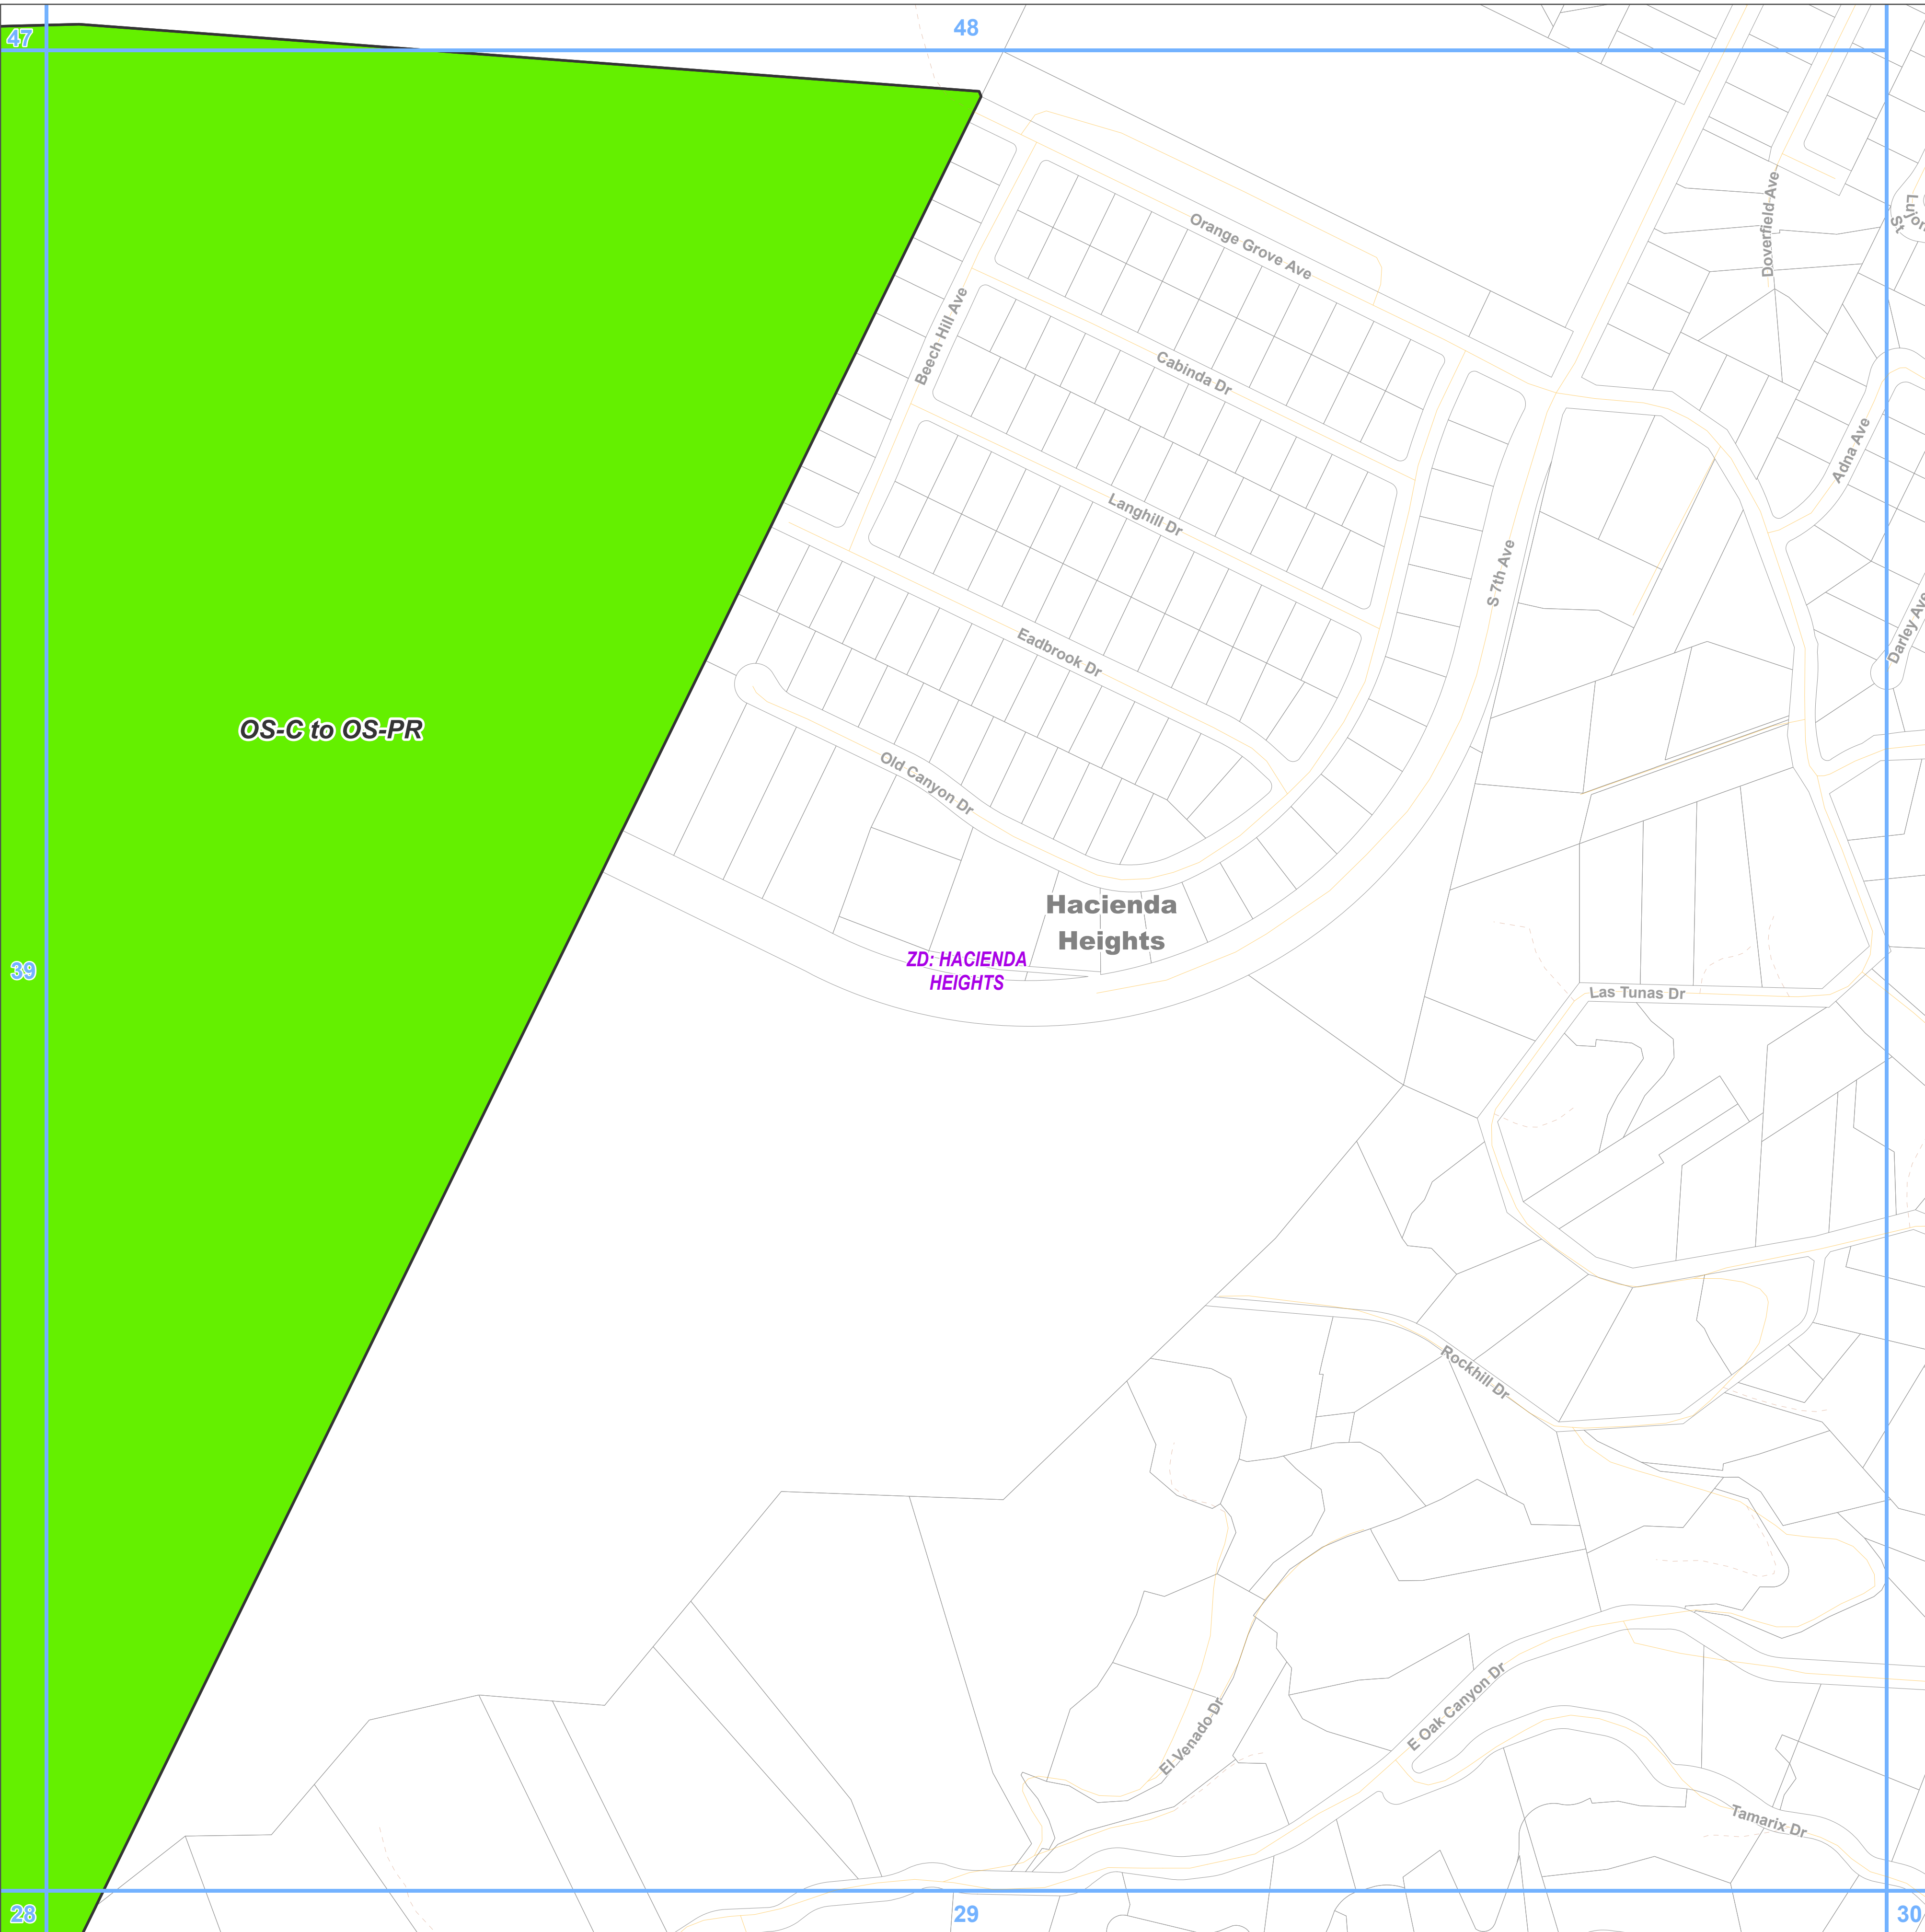 47
48
Orange Grove Ave
Doverfield Ave
Beech Hill Ave
Cabinda Dr
Adna Ave
Langhill Dr
S 7th Ave
Darley Ave
Eadbrook Dr
OS-C to OS-PR
Old Canyon Dr
Hacienda
Heights
ZD: HACIENDA
HEIGHTS
39
Las Tunas Dr
Rockhill Dr
E Oak Canyon Dr
El Venado Dr
Tamarix Dr
28
29
30